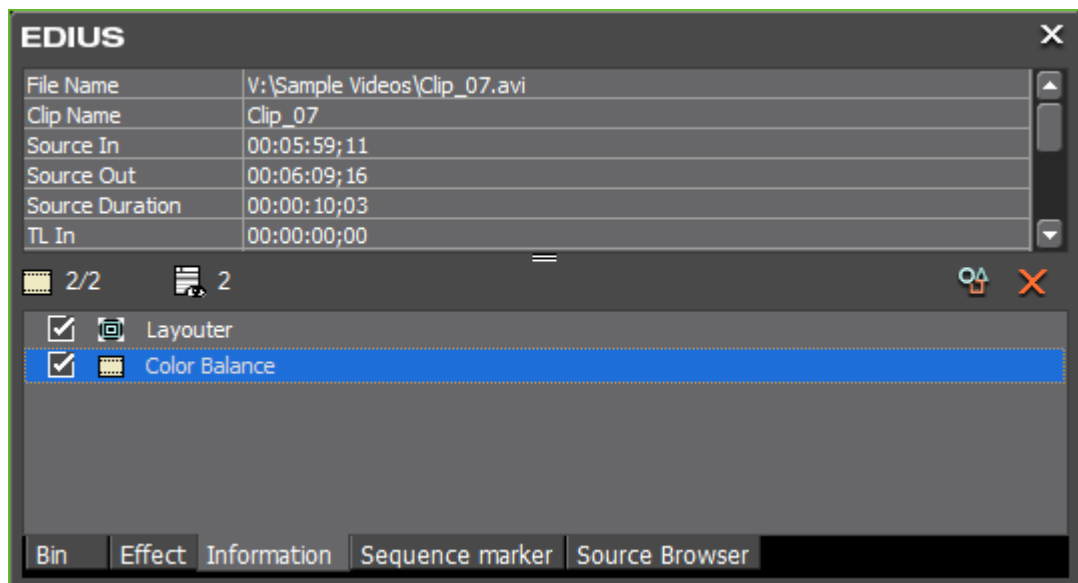 EDIUS
File Name V:\Sample Videos\Clip_07.avi
Clip Name Clip_07
Source In 00:05:59;11
Source Out 00:06:09;16
Source Duration 00:00:10;03
TL In 00:00:00;00
2/2 2
Layouter
Color Balance
Bin Effect Information Sequence marker Source Browser